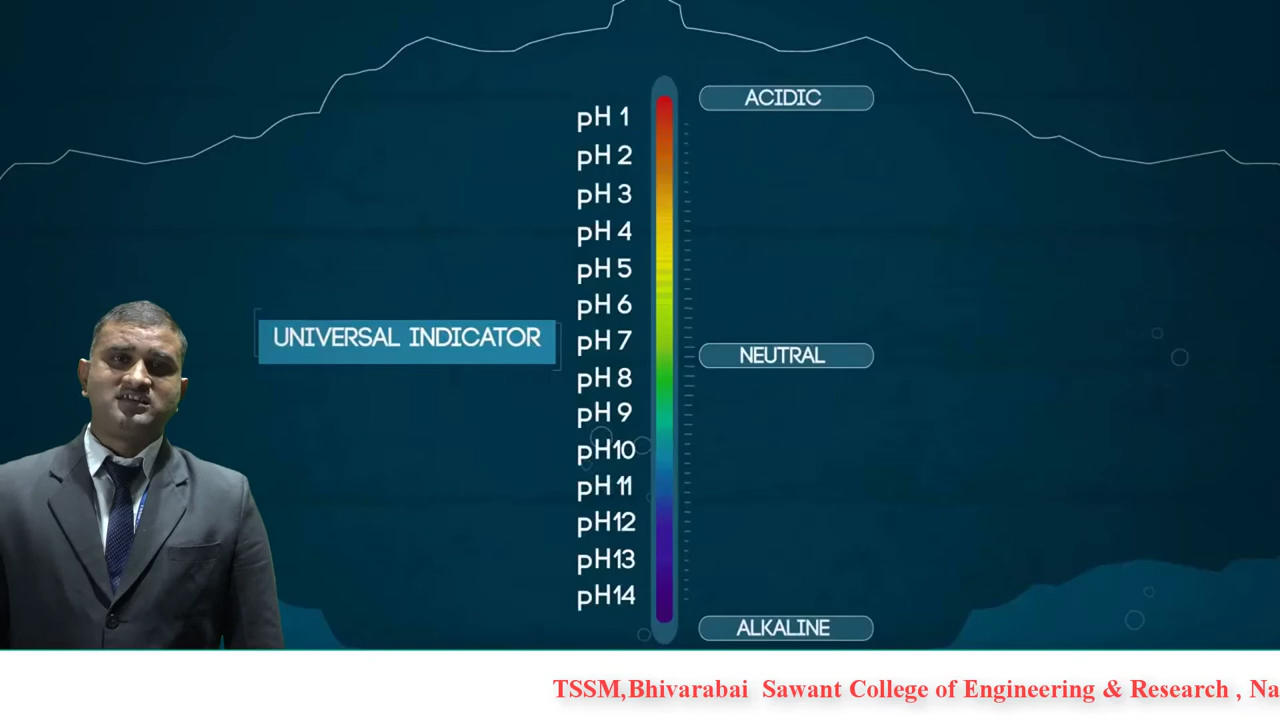 ACIDIC
pH 1
pH 2
pH 3
pH 4
pH 5
pH 6
UNIVERSAL INDICATOR
pH 7
NEUTRAL
pH 8
pH 9
pH10
pH 11
pH12
pH13
pH14
ALKALINE
TSSM,Bhivarabai Sawant College of Engineering & Research , Na